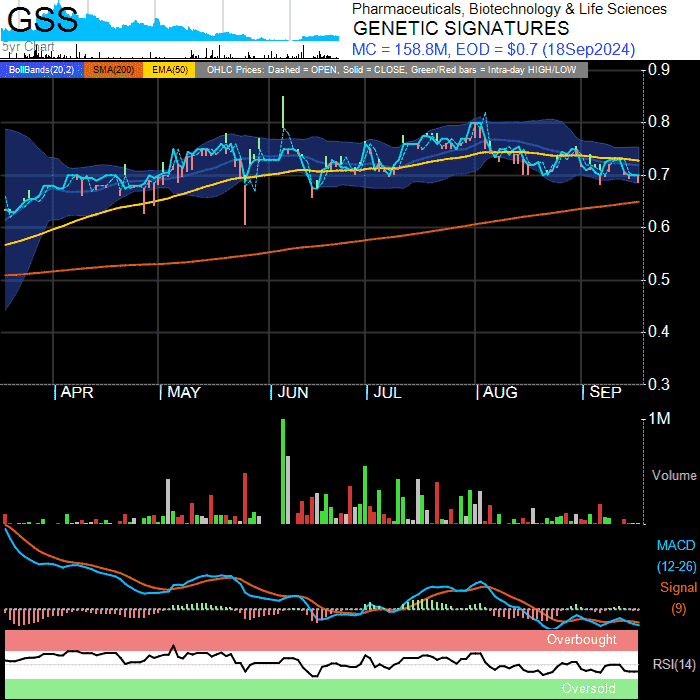 GSS
5yr Chart
Pharmaceuticals, Biotechnology & Life Sciences
GENETIC SIGNATURES
MC = 158.8M, EOD = $0.7 (18Sep2024)
BollBands(20,2) SMA(200) EMA(50) OHLC Prices: Dashed = OPEN, Solid = CLOSE, Green/Red bars = Intra-day HIGH/LOW
0.9
0.8
0.7
0.6
0.5
0.4
0.3
APR MAY JUN JUL AUG SEP
1M
Volume
MACD
(12-26)
Signal
(9)
Overbought
RSI(14)
Oversold